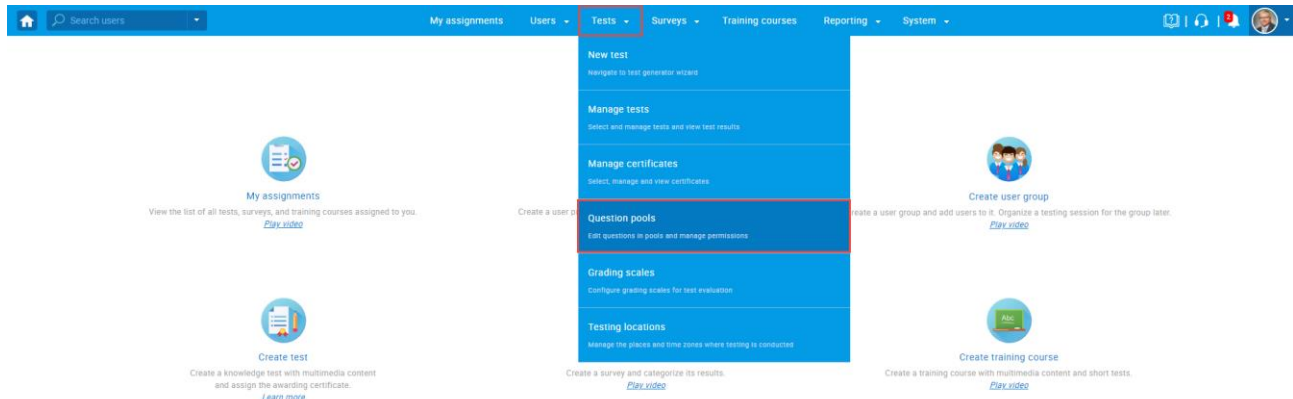 Search users
My assignments
Users
Tests
Surveys
Training courses
Reporting
System
2
New test
Navigate to test generator wizard
Manage tests
Select and manage tests and view test results
Manage certificates
Select, manage and view certificates
Question pools
Edit questions in pools and manage permissions
Grading scales
Configure grading scales for test evaluation
Testing locations
Manage the places and time zones where testing is conducted
My assignments
View the list of all tests, surveys, and training courses assigned to you.
Play video
Create a user
Create user group
create a user group and add users to it. Organize a testing session for the group later.
Play video
Create test
Create a knowledge test with multimedia content
and assign the awarding certificate.
Learn more
Create a survey and categorize its results.
Play video
Abc
Create training course
Create a training course with multimedia content and short tests.
Play video